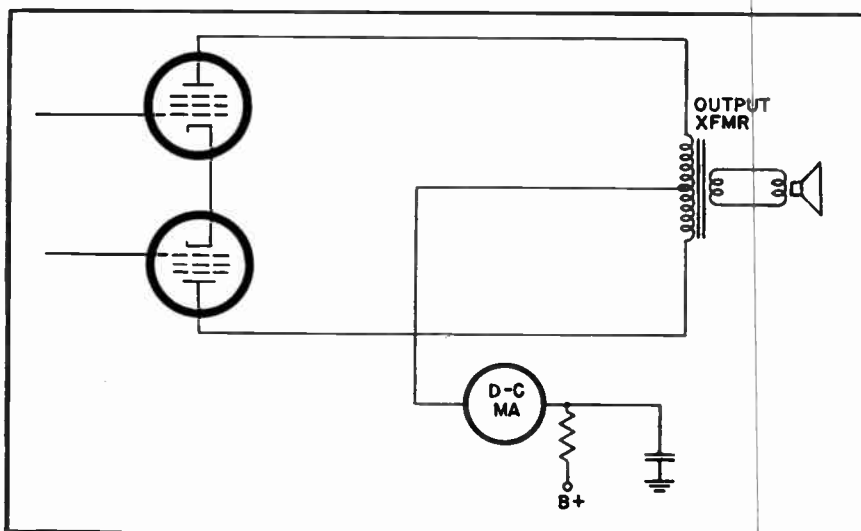 OUTPUT
XFMR
D-C
MA
B+